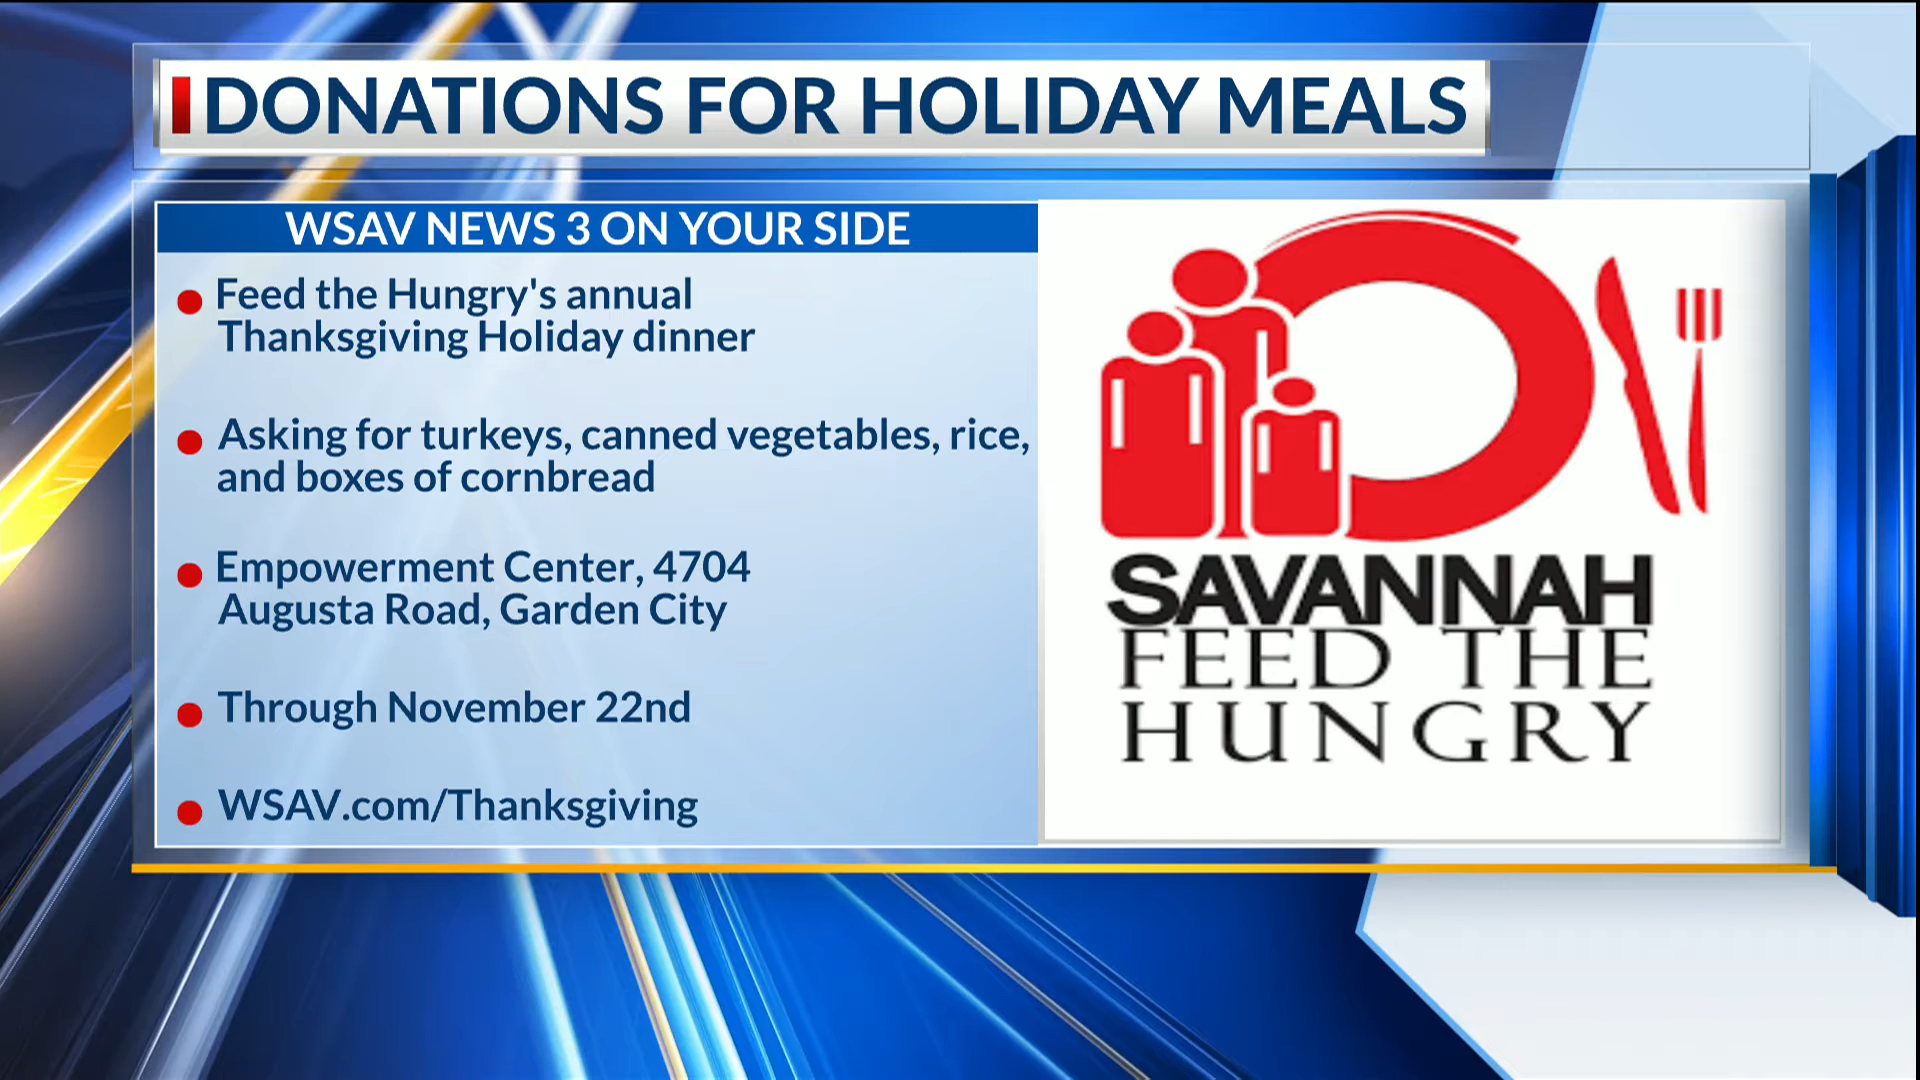 DONATIONS FOR HOLIDAY MEALS
WSAV NEWS 3 ON YOUR SIDE
Feed the Hungry's annual
Thanksgiving Holiday dinner
Asking for turkeys, canned vegetables, rice,
and boxes of cornbread
Empowerment Center, 4704
Augusta Road, Garden City
Through November 22nd
WSAV.com/Thanksgiving
SAVANNAH
FEED THE
HUNGRY